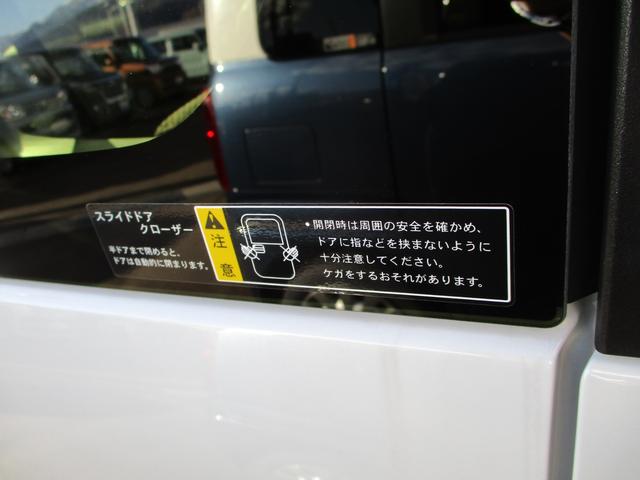 スライドドア
クローザー
半ドアまで閉めると、
ドアは自動的に閉まります。
注意
・開閉時は周囲の安全を確かめ、
ドアに指などを挟まないように
十分注意してください。
ケガをするおそれがあります。